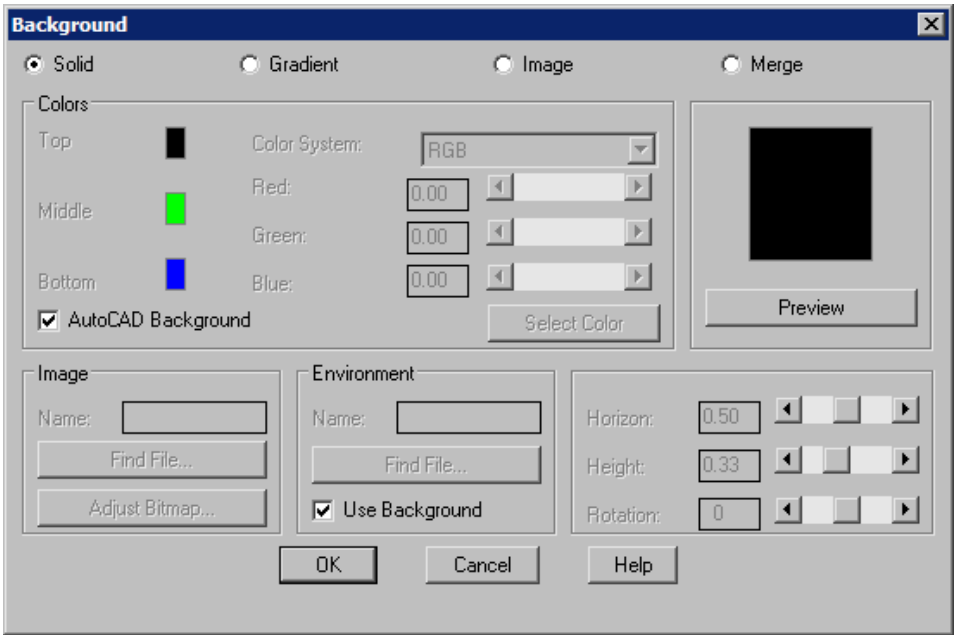 Background
Solid Gradient Image Merge
Colors
Top Color System: RGB
Red: 0.00
Middle
Green: 0.00
Bottom Blue: 0.00
AutoCAD Background Select Color
Preview
Image
Name:
Find File...
Adjust Bitmap...
Environment
Name:
Find File...
Use Background
Horizon: 0.50
Height: 0.33
Rotation: 0
OK Cancel Help